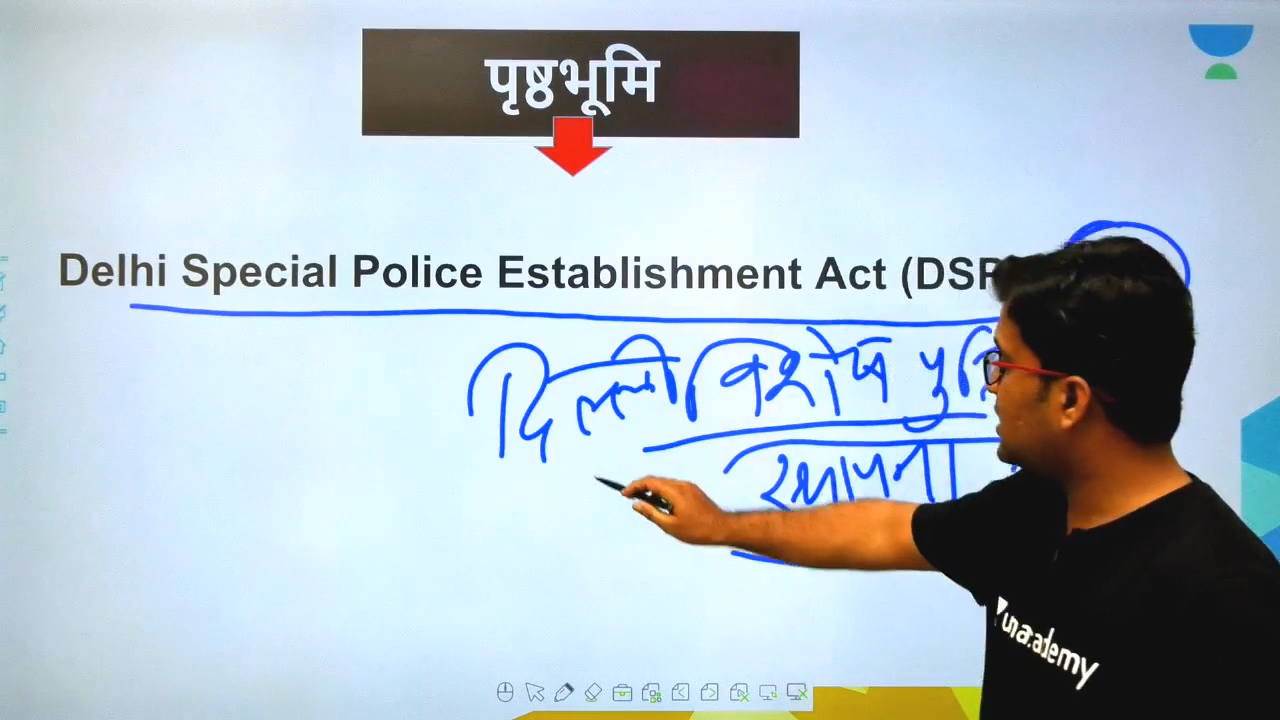 पृष्ठभूमि
Delhi Special Police Establishment Act (DSP
दिल्ली विशेष पुलि
स्थापना
unacademy